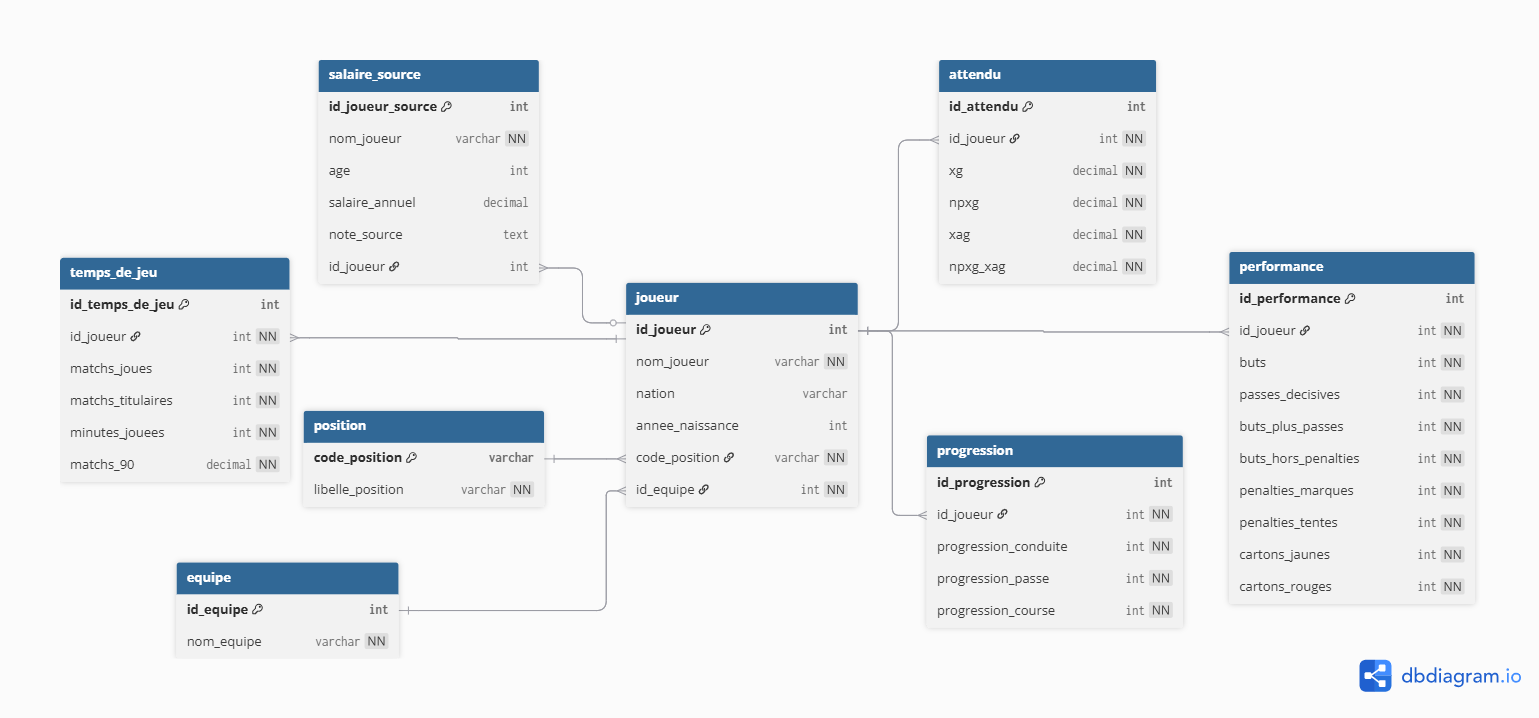 salaire_source
id_joueur_source int
nom_joueur varchar NN
age int
salaire_annuel decimal
note_source text
id_joueur int
attendu
id_attendu int
id_joueur int NN
xg decimal NN
npxg decimal NN
xag decimal NN
npxg_xag decimal NN
temps_de_jeu
id_temps_de_jeu int
id_joueur int NN
matchs_joues int NN
matchs_titulaires int NN
minutes_jouees int NN
matchs_90 decimal NN
joueur
id_joueur int
nom_joueur varchar NN
nation varchar
annee_naissance int
code_position varchar NN
id_equipe int NN
performance
id_performance int
id_joueur int NN
buts int NN
passes_decisives int NN
buts_plus_passes int NN
buts_hors_penalties int NN
penalties_marques int NN
penalties_tentes int NN
cartons_jaunes int NN
cartons_rouges int NN
position
code_position varchar
libelle_position varchar NN
progression
id_progression int
id_joueur int NN
progression_conduite int NN
progression_passe int NN
progression_course int NN
equipe
id_equipe int
nom_equipe varchar NN
dbdiagram.io